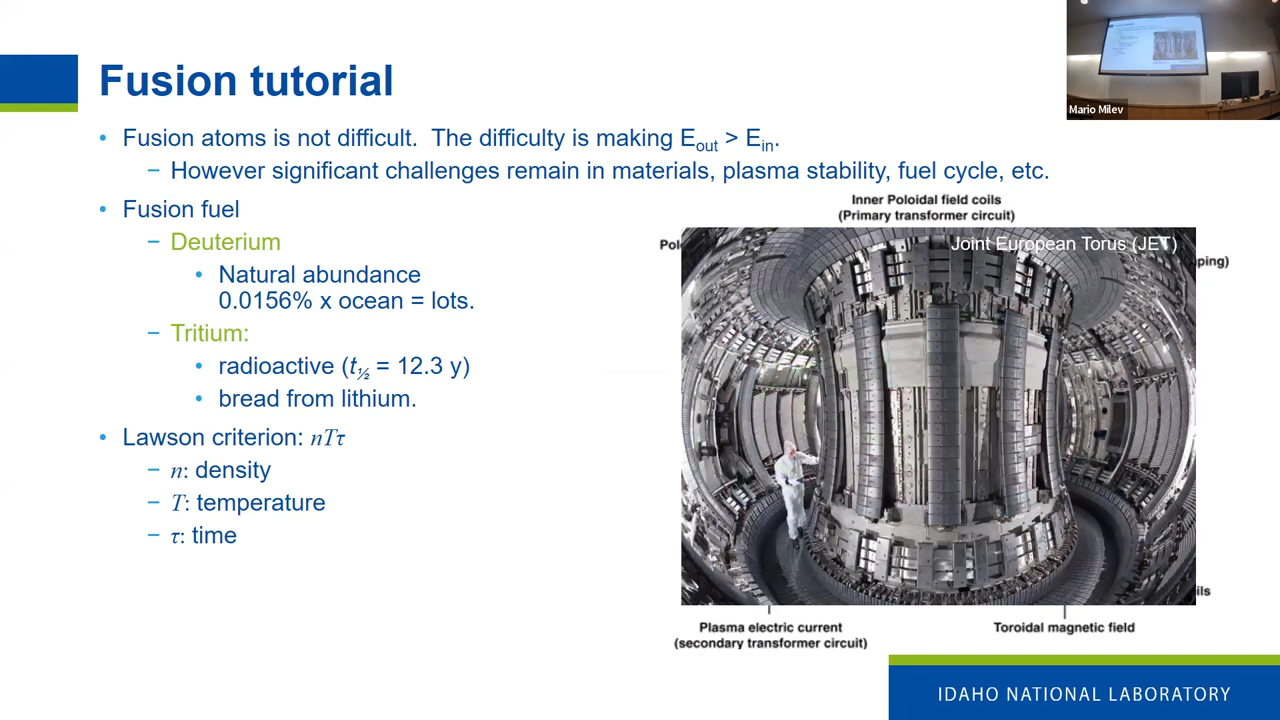 Fusion tutorial
Mario Milev
• Fusion atoms is not difficult.  The difficulty is making Eout > Ein.
− However significant challenges remain in materials, plasma stability, fuel cycle, etc.
• Fusion fuel
− Deuterium
• Natural abundance
0.0156% x ocean = lots.
− Tritium:
• radioactive (t½ = 12.3 y)
• bread from lithium.
• Lawson criterion: nTτ
− n: density
− T: temperature
− τ: time
Inner Poloidal field coils
(Primary transformer circuit)
Joint European Torus (JET)
Plasma electric current
(secondary transformer circuit)
Toroidal magnetic field
IDAHO NATIONAL LABORATORY